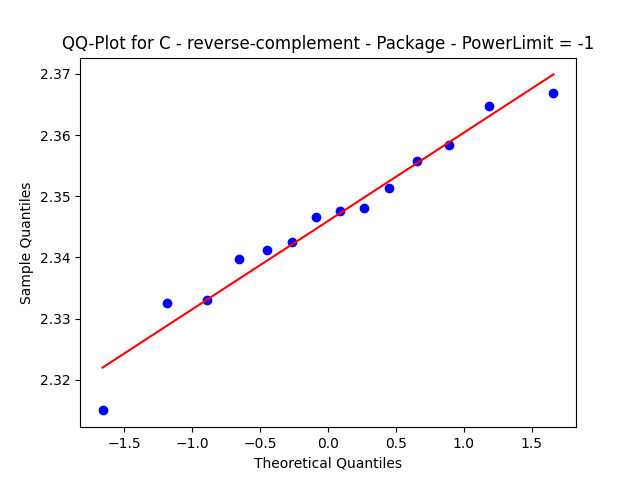 QQ-Plot for C - reverse-complement - Package - PowerLimit = -1
2.37
2.36
2.35
2.34
2.33
2.32
Sample Quantiles
−1.5 −1.0 −0.5 0.0 0.5 1.0 1.5
Theoretical Quantiles